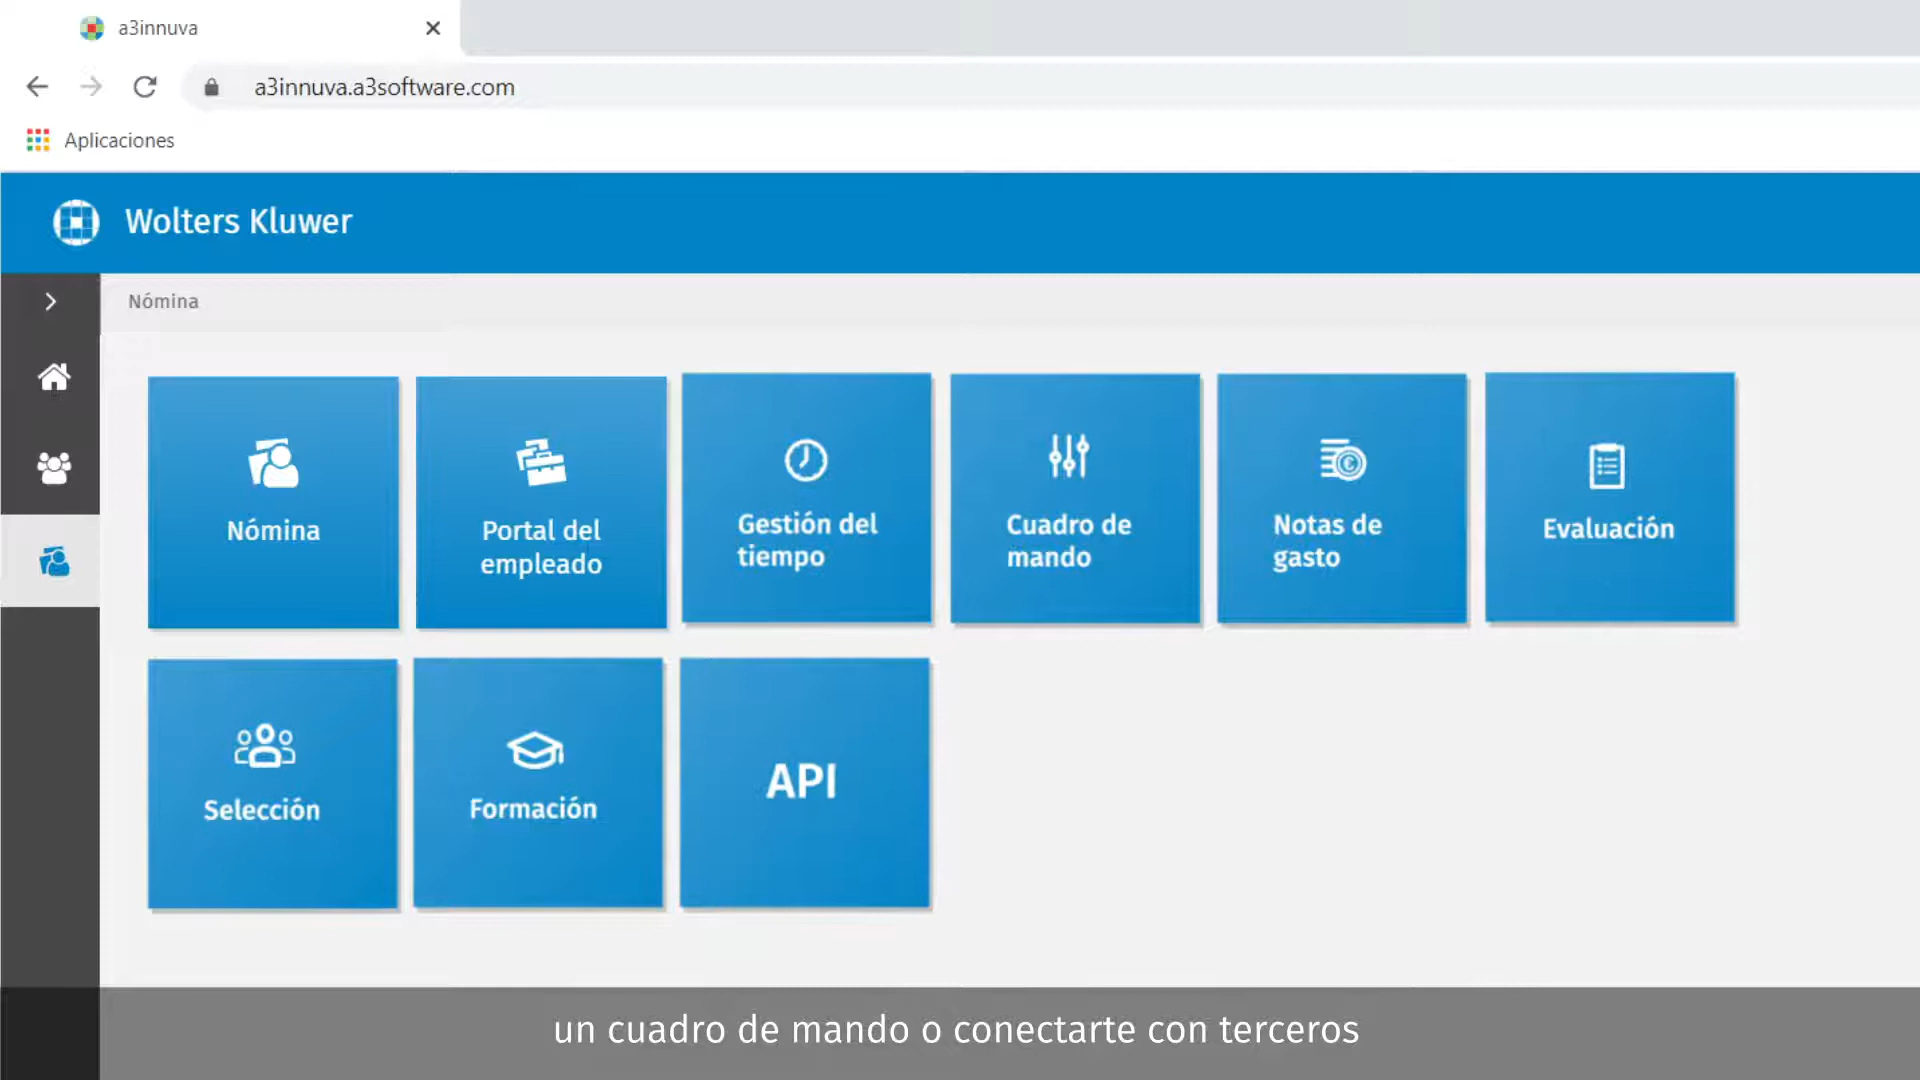 a3innuva
a3innuva.a3software.com
Aplicaciones
Wolters Kluwer
Nómina
Nómina
Portal del
empleado
Gestión del
tiempo
Cuadro de
mando
Notas de
gasto
Evaluación
Selección
Formación
API
un cuadro de mando o conectarte con terceros